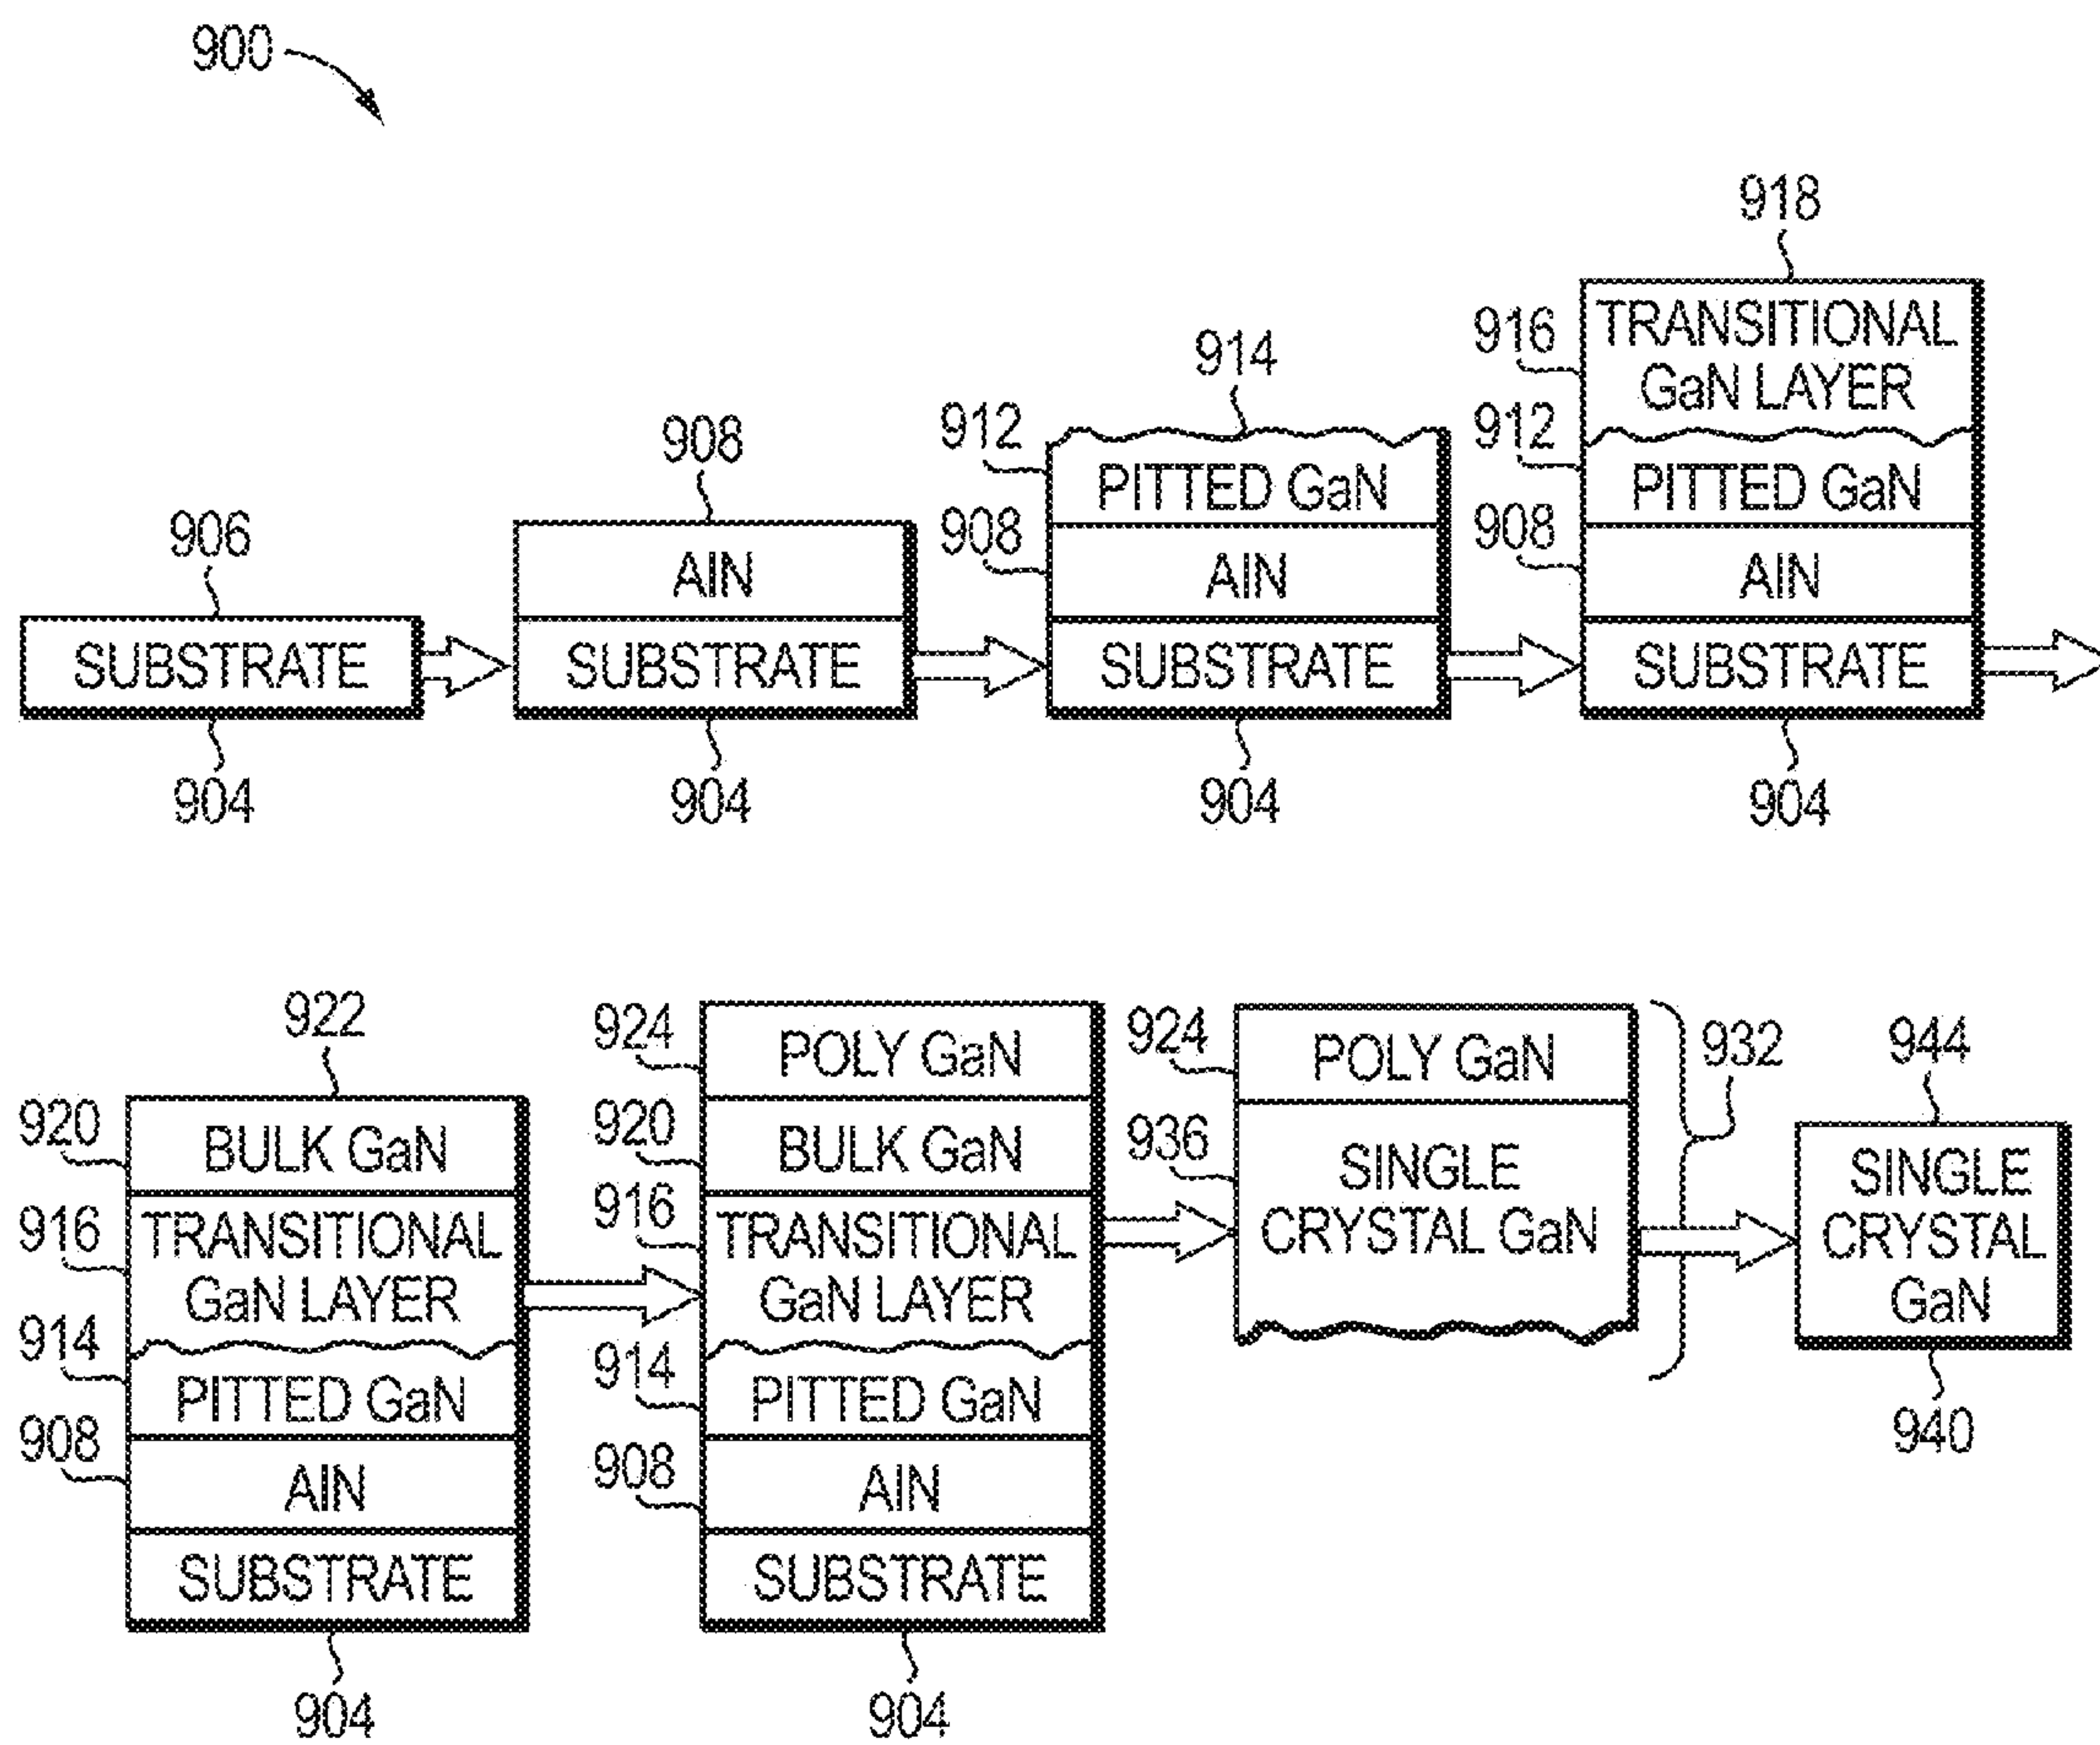 900
906
SUBSTRATE
904
908
AlN
SUBSTRATE
904
914
912
PITTED GaN
908
AlN
SUBSTRATE
904
918
916
TRANSITIONAL
GaN LAYER
912
PITTED GaN
908
AlN
SUBSTRATE
904
922
920
BULK GaN
916
TRANSITIONAL
GaN LAYER
914
PITTED GaN
908
AlN
SUBSTRATE
904
924
POLY GaN
920
BULK GaN
916
TRANSITIONAL
GaN LAYER
914
PITTED GaN
908
AlN
SUBSTRATE
904
924
POLY GaN
936
SINGLE
CRYSTAL GaN
932
944
SINGLE
CRYSTAL
GaN
940